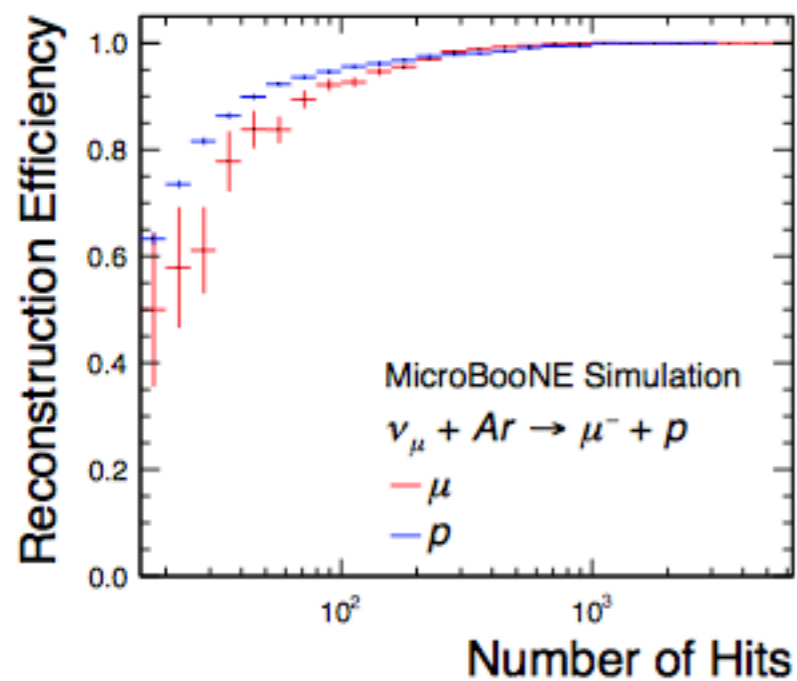 Reconstruction Efficiency
1.0
0.8
0.6
0.4
0.2
0.0
MicroBooNE Simulation
νμ + Ar → μ⁻ + p
μ
p
10² 10³
Number of Hits